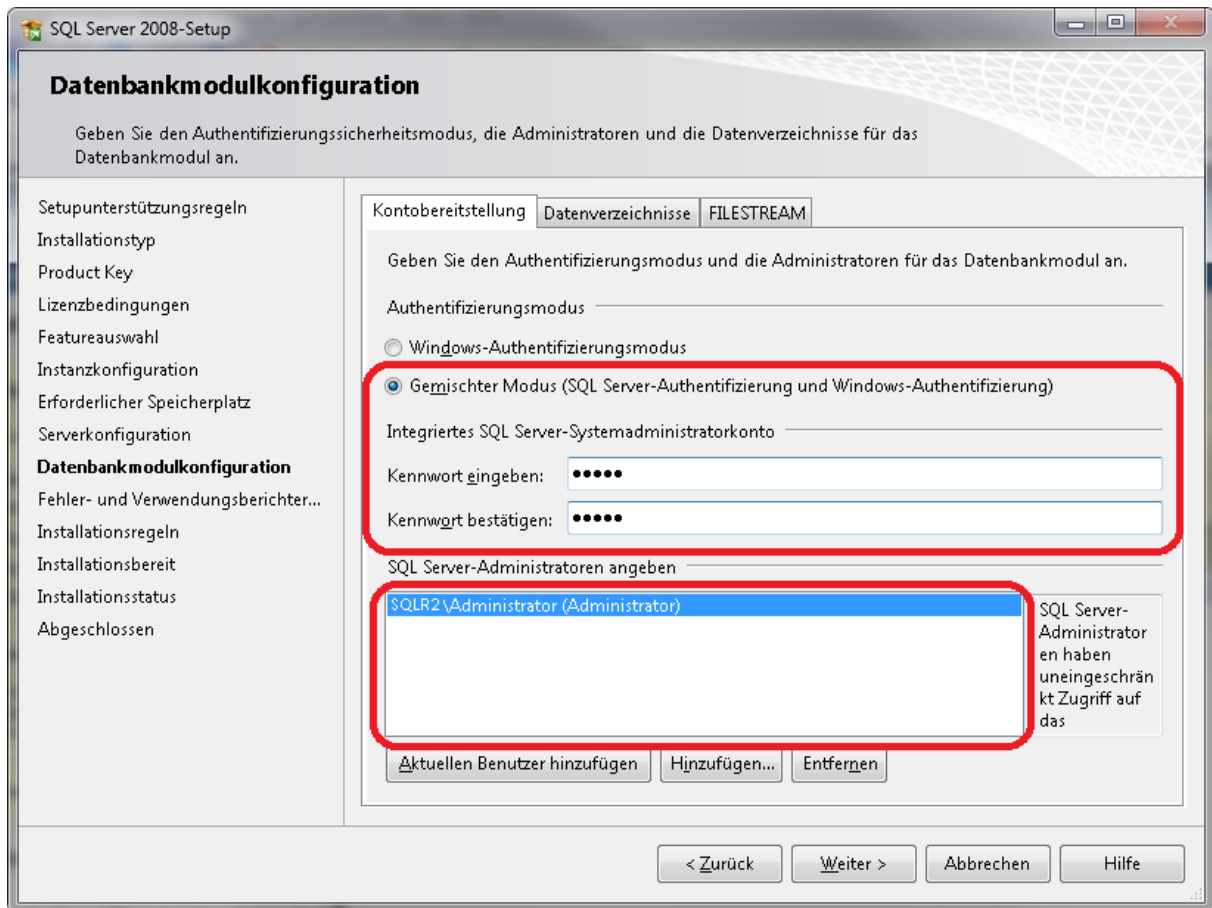 SQL Server 2008-Setup
Datenbankmodulkonfiguration
Geben Sie den Authentifizierungssicherheitsmodus, die Administratoren und die Datenverzeichnisse für das
Datenbankmodul an.
Setupunterstützungsregeln
Installationstyp
Product Key
Lizenzbedingungen
Featureauswahl
Instanzkonfiguration
Erforderlicher Speicherplatz
Serverkonfiguration
Datenbankmodulkonfiguration
Fehler- und Verwendungsberichter...
Installationsregeln
Installationsbereit
Installationsstatus
Abgeschlossen
Kontobereitstellung Datenverzeichnisse FILESTREAM
Geben Sie den Authentifizierungsmodus und die Administratoren für das Datenbankmodul an.
Authentifizierungsmodus
Windows-Authentifizierungsmodus
Gemischter Modus (SQL Server-Authentifizierung und Windows-Authentifizierung)
Integriertes SQL Server-Systemadministratorkonto
Kennwort eingeben: •••••
Kennwort bestätigen: •••••
SQL Server-Administratoren angeben
SQLR2\Administrator (Administrator)
SQL Server-
Administrator
en haben
uneingeschrän
kt Zugriff auf
das
Aktuellen Benutzer hinzufügen Hinzufügen... Entfernen
< Zurück Weiter > Abbrechen Hilfe